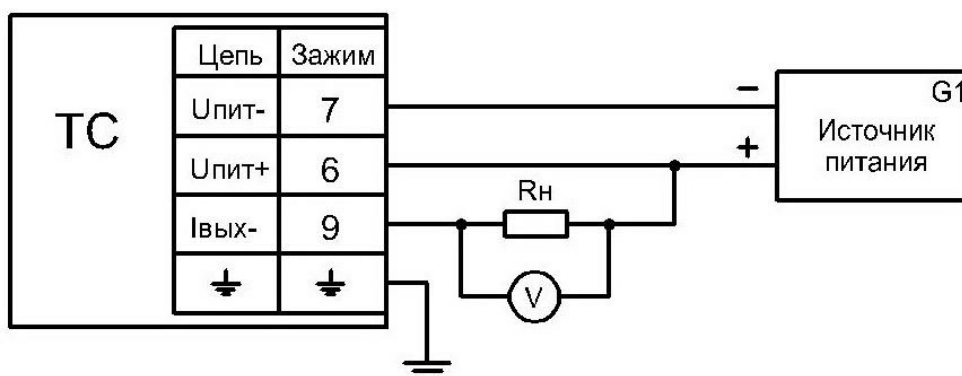 Цепь Зажим
G1
Uпит- 7
−
ТС
Источник
питания
Uпит+ 6
+
Rн
Iвых- 9
V